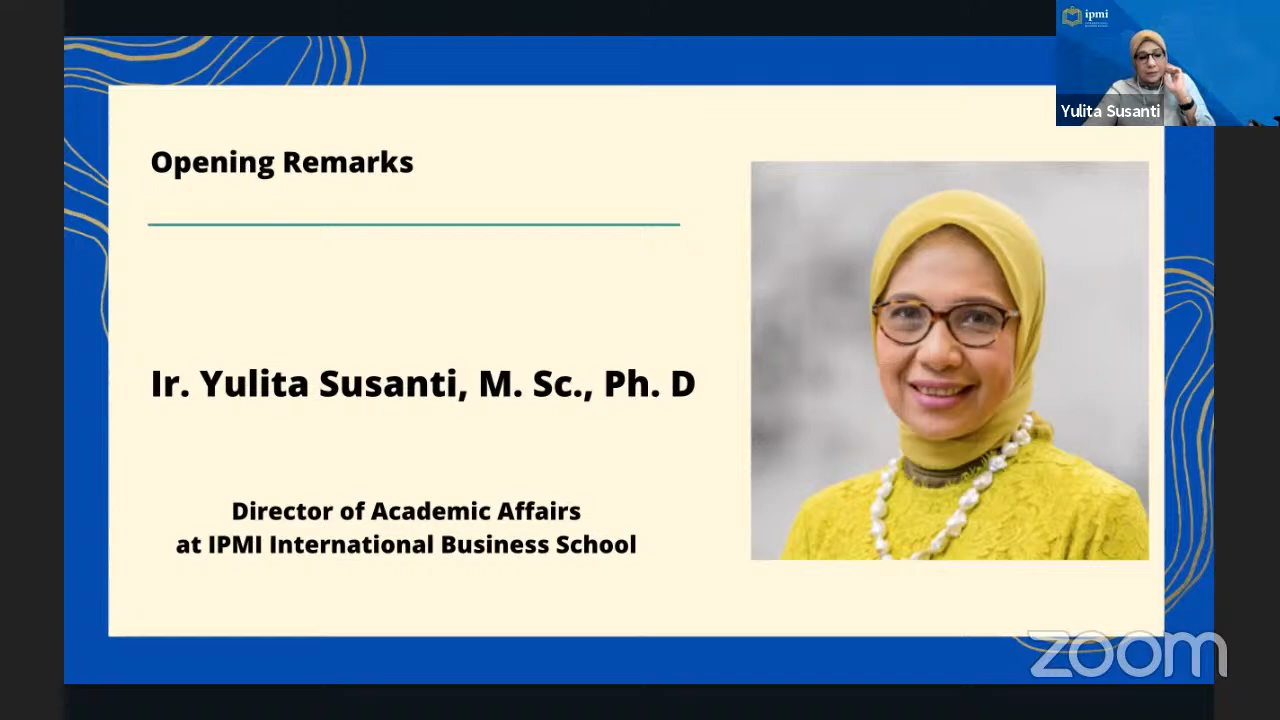 ipmi
Yulita Susanti
Opening Remarks
Ir. Yulita Susanti, M. Sc., Ph. D
Director of Academic Affairs
at IPMI International Business School
zoom